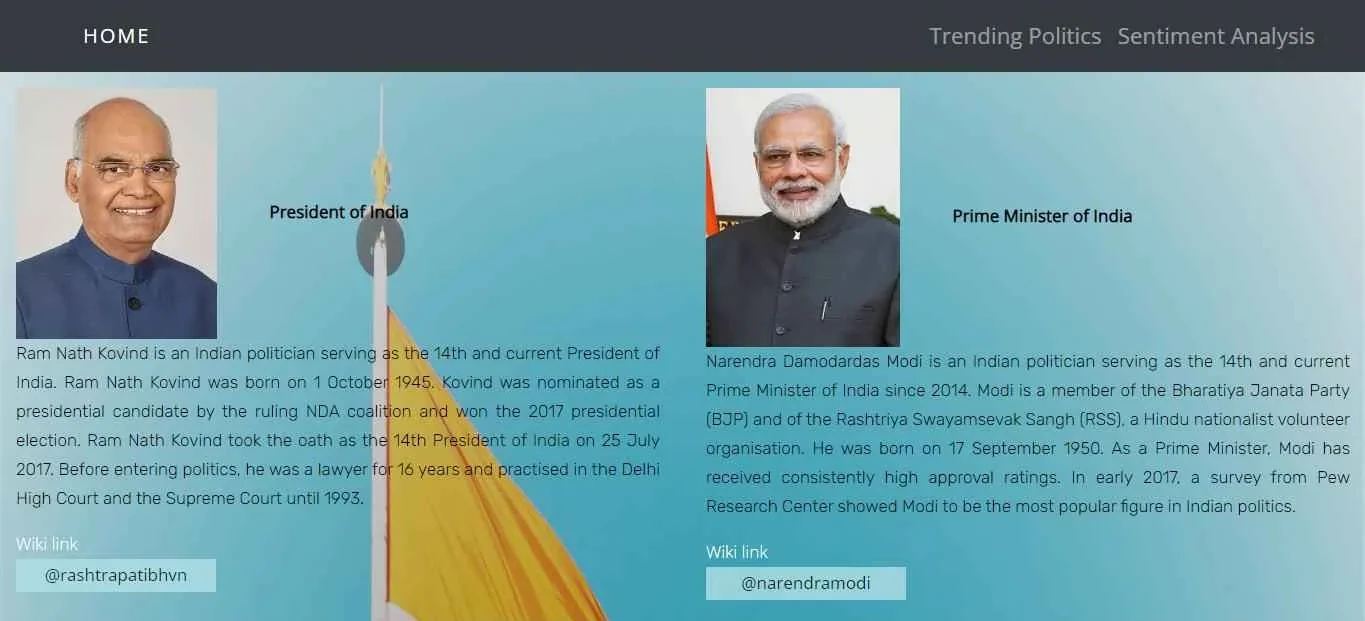 HOME
Trending Politics Sentiment Analysis
President of India
Ram Nath Kovind is an Indian politician serving as the 14th and current President of
India. Ram Nath Kovind was born on 1 October 1945. Kovind was nominated as a
presidential candidate by the ruling NDA coalition and won the 2017 presidential
election. Ram Nath Kovind took the oath as the 14th President of India on 25 July
2017. Before entering politics, he was a lawyer for 16 years and practised in the Delhi
High Court and the Supreme Court until 1993.
Wiki link
@rashtrapatibhvn
Prime Minister of India
Narendra Damodardas Modi is an Indian politician serving as the 14th and current
Prime Minister of India since 2014. Modi is a member of the Bharatiya Janata Party
(BJP) and of the Rashtriya Swayamsevak Sangh (RSS), a Hindu nationalist volunteer
organisation. He was born on 17 September 1950. As a Prime Minister, Modi has
received consistently high approval ratings. In early 2017, a survey from Pew
Research Center showed Modi to be the most popular figure in Indian politics.
Wiki link
@narendramodi